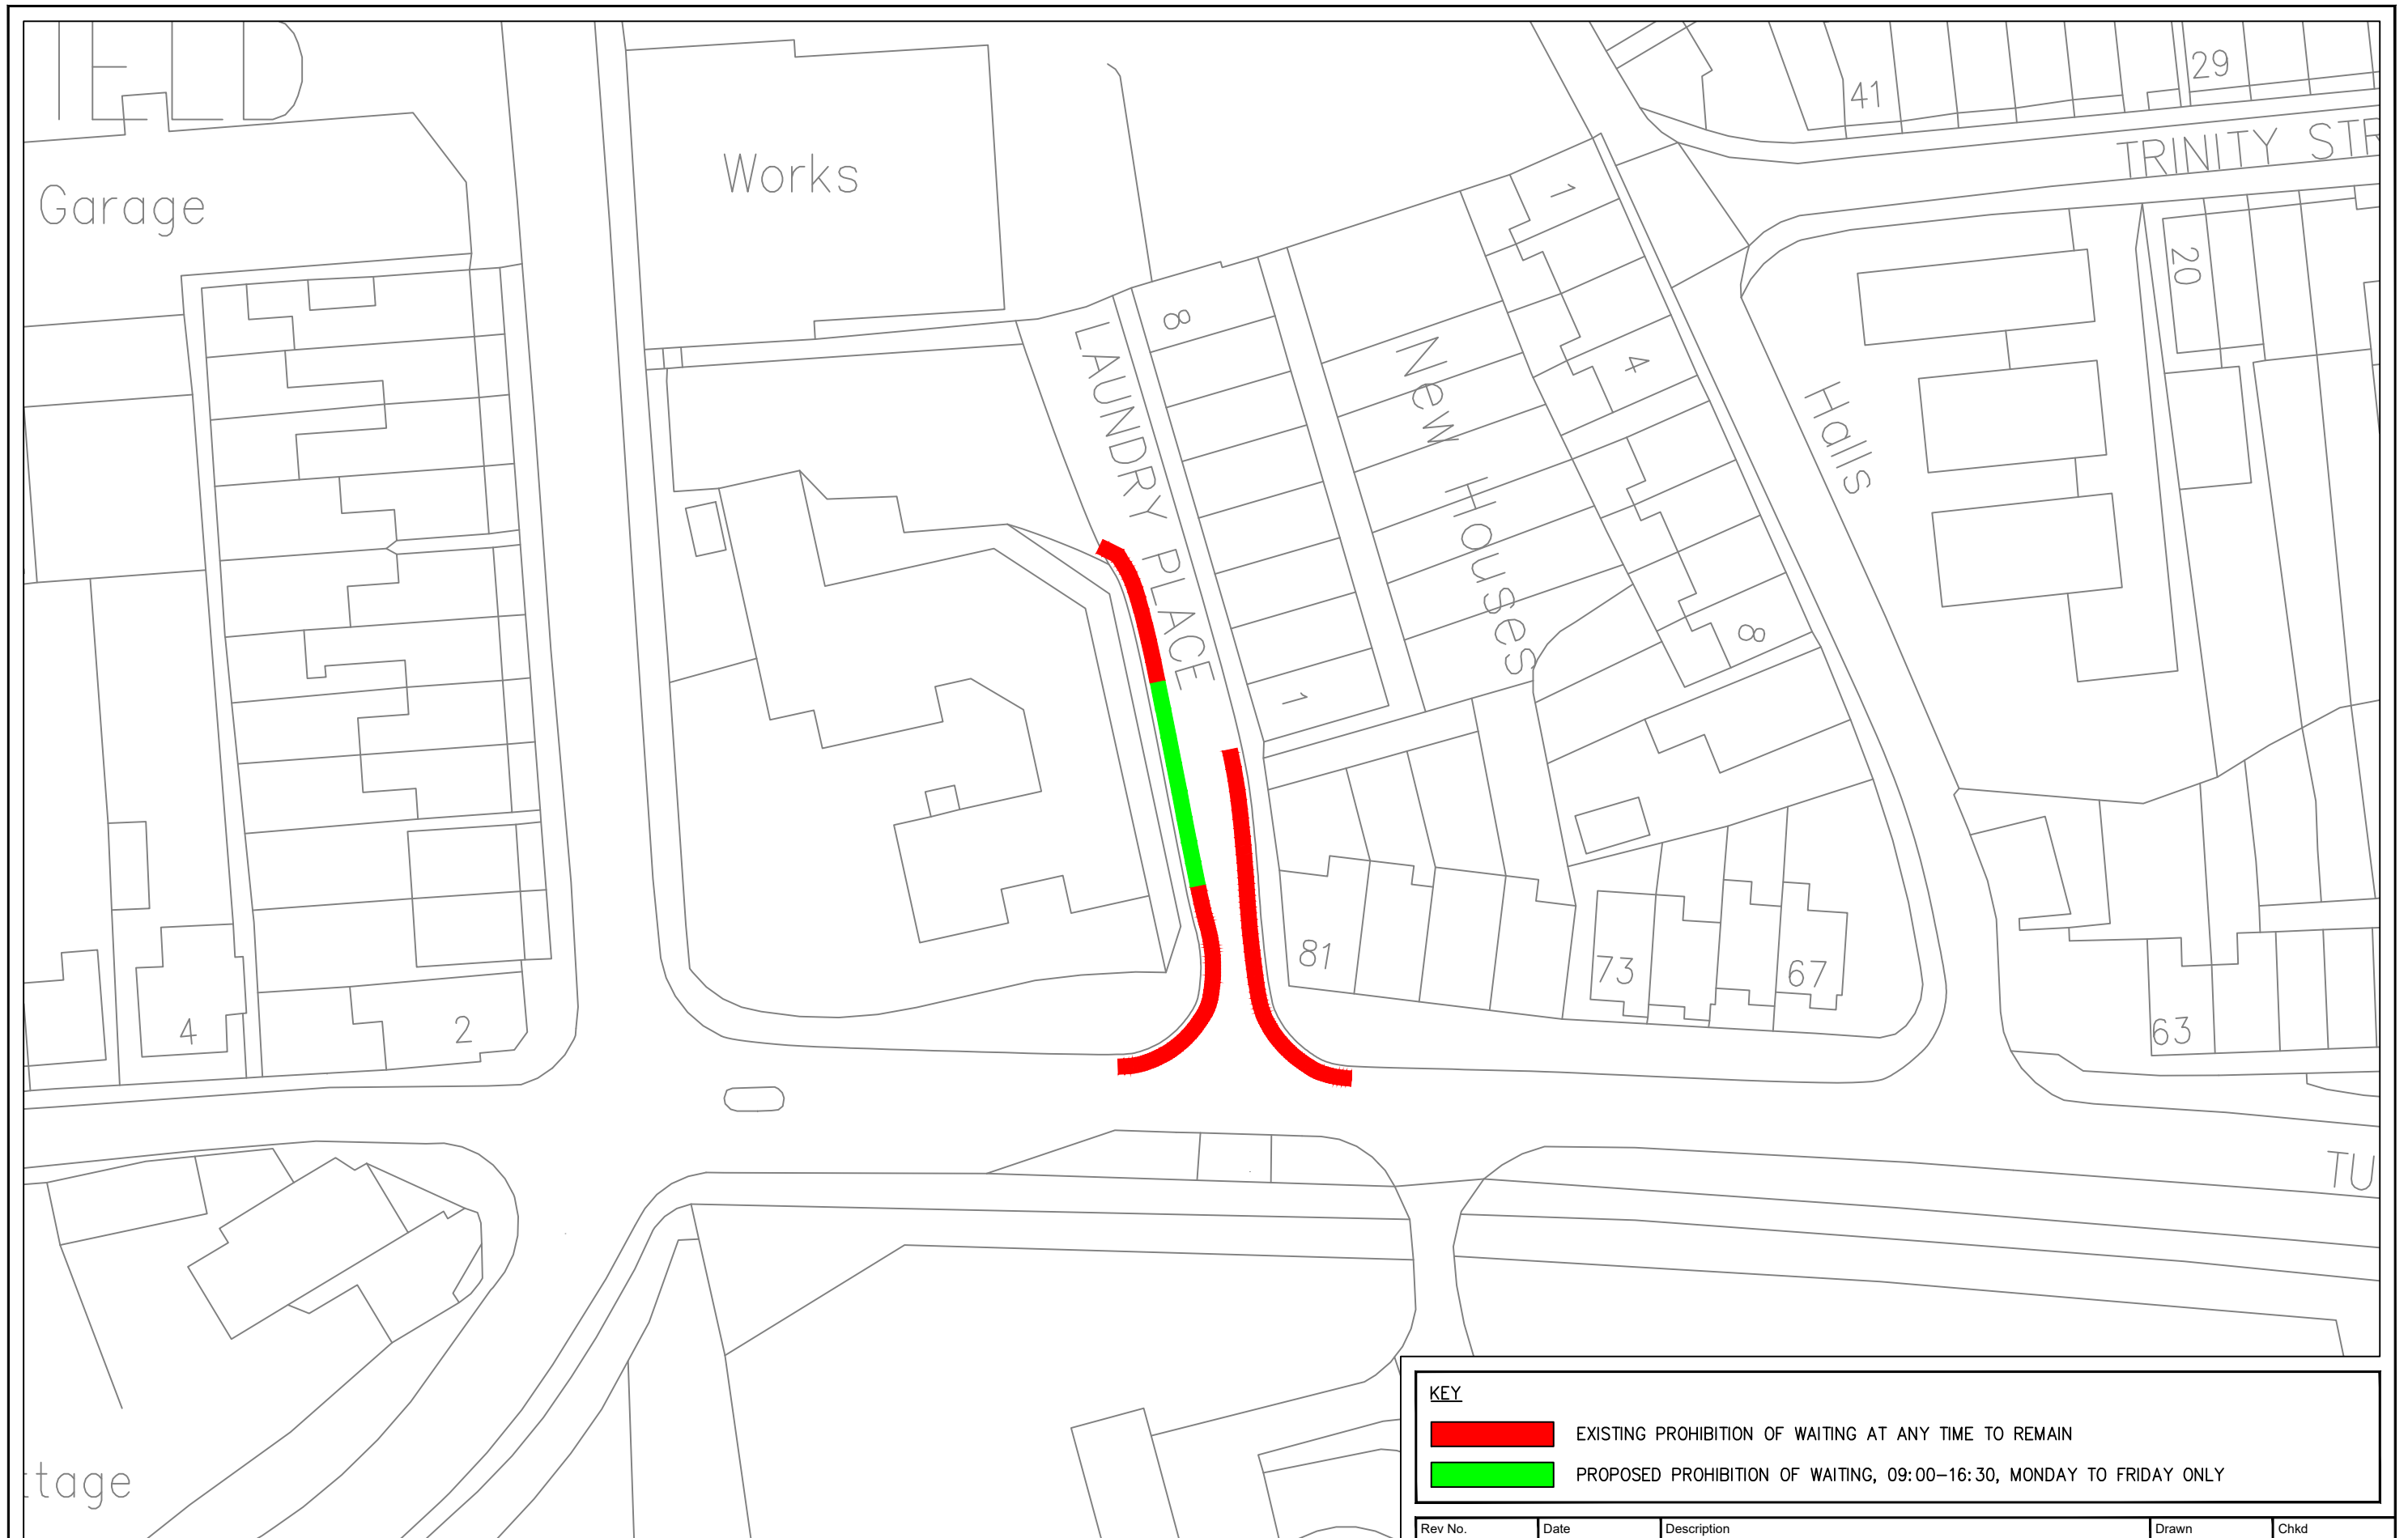 IELD
29
41
TRINITY STR
Works
Garage
1
20
8
LAUNDRY PLACE
New Houses
4
Halls
8
1
81
73
67
4
2
63
TU
KEY
EXISTING PROHIBITION OF WAITING AT ANY TIME TO REMAIN
PROPOSED PROHIBITION OF WAITING, 09:00-16:30, MONDAY TO FRIDAY ONLY
ttage
Rev No. Date Description Drawn Chkd